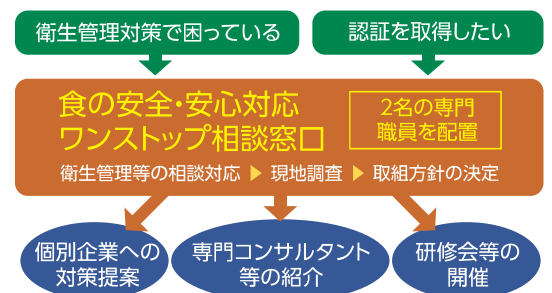 衛生管理対策で困っている
認証を取得したい
食の安全・安心対応
ワンストップ相談窓口
2名の専門
職員を配置
衛生管理等の相談対応 ▶ 現地調査 ▶ 取組方針の決定
個別企業への
対策提案
専門コンサルタント
等の紹介
研修会等の
開催